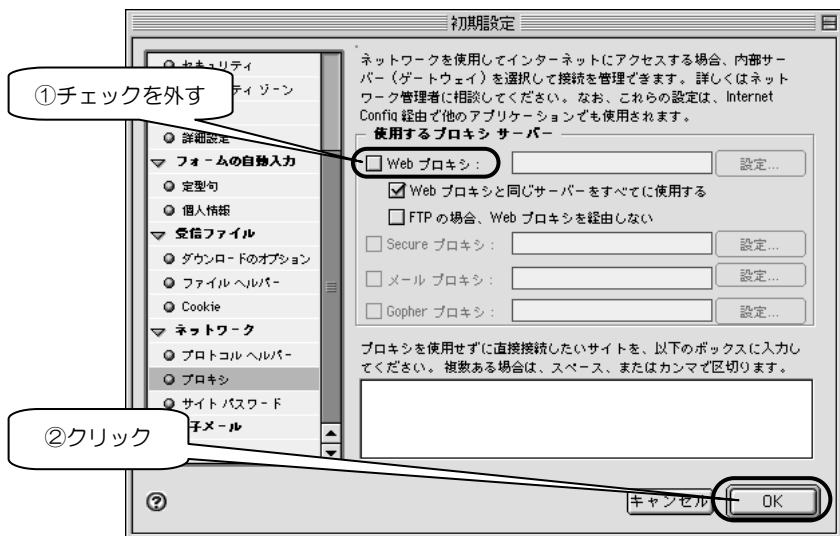 初期設定
セキュリティ
ティ ゾーン
①チェックを外す
詳細設定
フォームの自動入力
定型句
個人情報
受信ファイル
ダウンロードのオプション
ファイル ヘルパー
Cookie
ネットワーク
プロトコル ヘルパー
プロキシ
サイト パスワード
子メール
②クリック
ネットワークを使用してインターネットにアクセスする場合、内部サー
バー（ゲートウェイ）を選択して接続を管理できます。詳しくはネット
ワーク管理者に相談してください。なお、これらの設定は、Internet
Config 経由で他のアプリケーションでも使用されます。
使用するプロキシ サーバー
Web プロキシ： 設定...
Web プロキシと同じサーバーをすべてに使用する
FTP の場合、Web プロキシを経由しない
Secure プロキシ： 設定...
メール プロキシ： 設定...
Gopher プロキシ： 設定...
プロキシを使用せずに直接接続したいサイトを、以下のボックスに入力し
てください。複数ある場合は、スペース、またはカンマで区切ります。
?
キャンセル OK